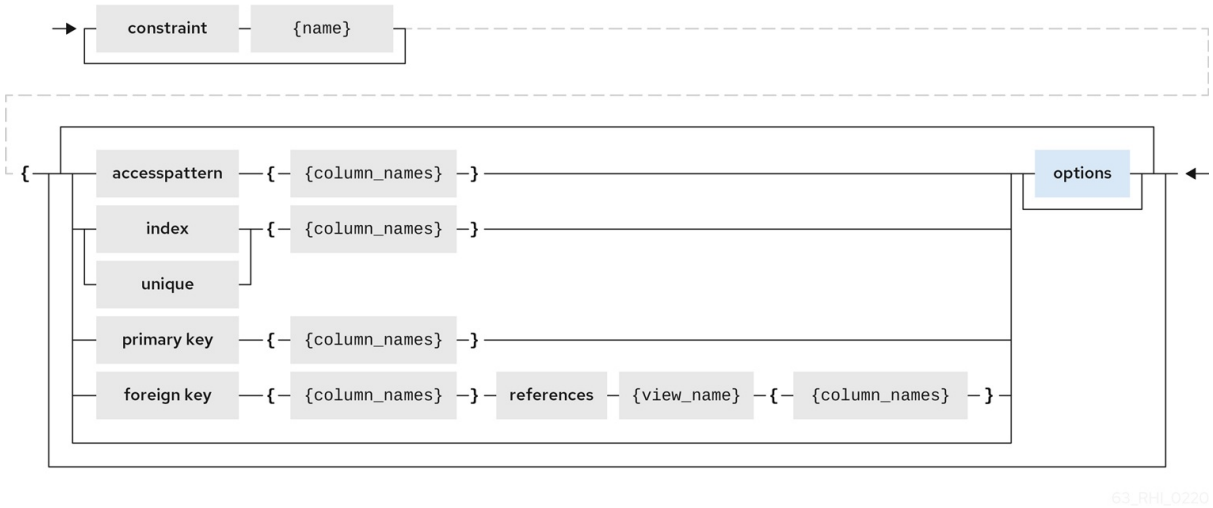 constraint {name}
{ accesspattern { {column_names} } options
index { {column_names} }
unique
primary key { {column_names} }
foreign key { {column_names} } references {view_name} { {column_names} }
63_RHI_0220